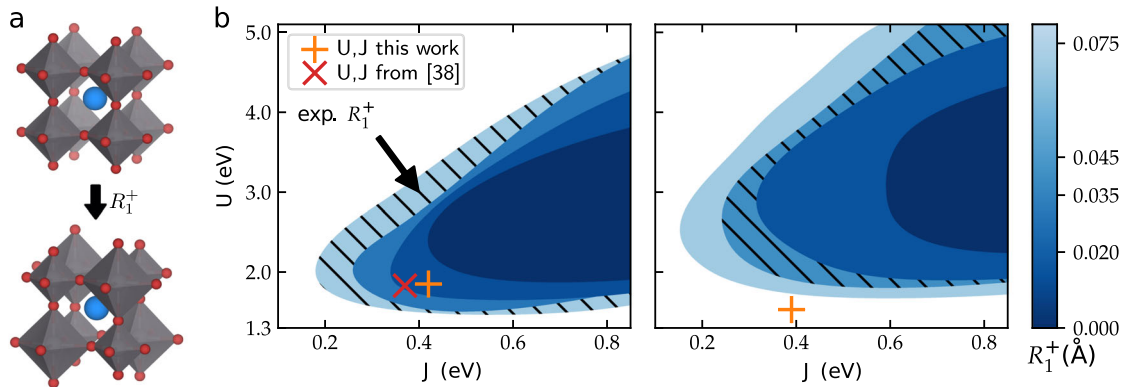 a
R₁⁺
b
U, J this work
U, J from [38]
exp. R₁⁺
5.0
4.0
3.0
2.0
1.3
U (eV)
0.2 0.4 0.6 0.8
J (eV)
0.2 0.4 0.6 0.8
J (eV)
0.075
0.045
0.035
0.020
0.000
R₁⁺(Å)